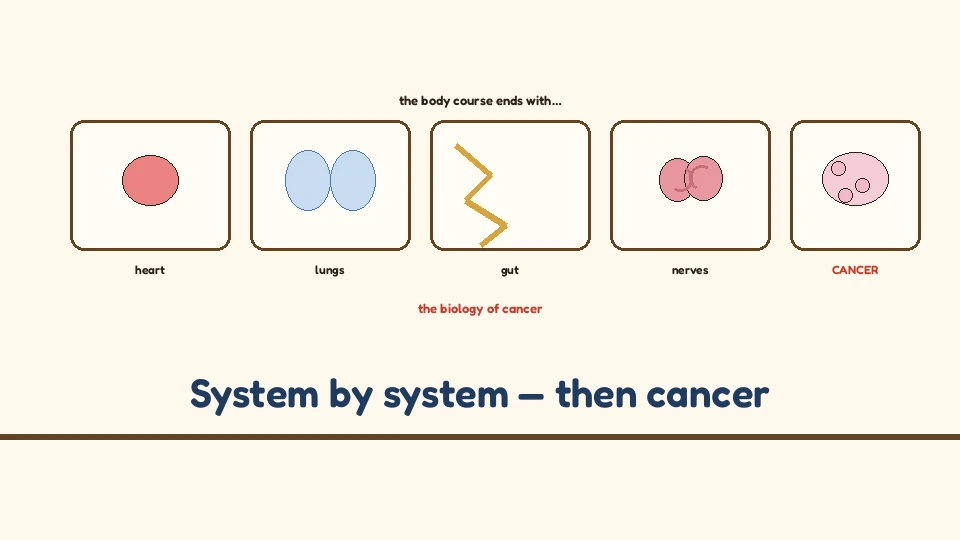 the body course ends with...
heart
lungs
gut
nerves
CANCER
the biology of cancer
System by system — then cancer